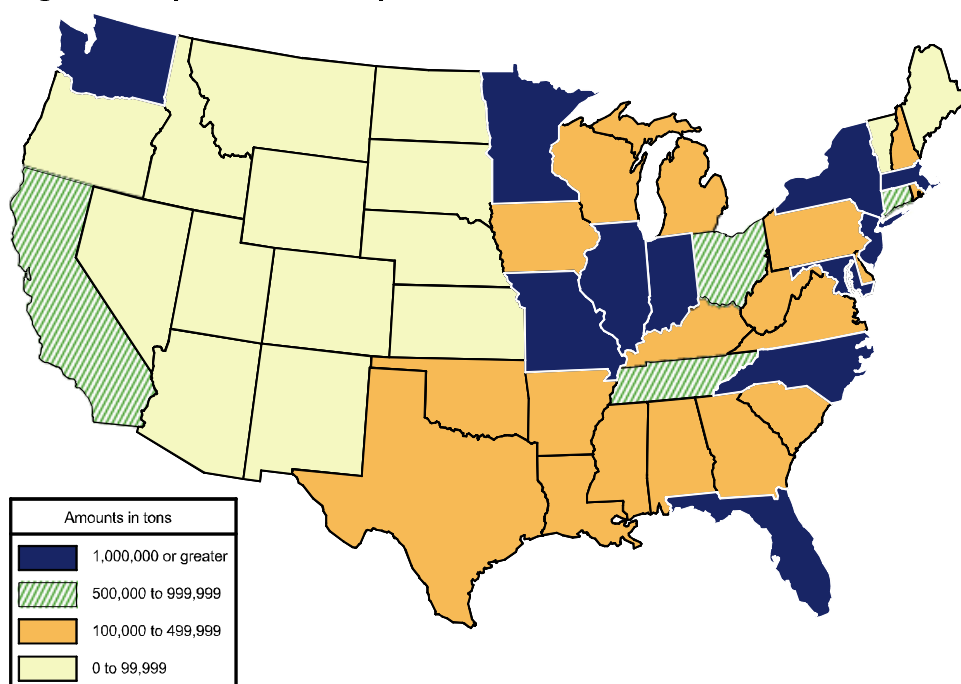 Amounts in tons
1,000,000 or greater
500,000 to 999,999
100,000 to 499,999
0 to 99,999